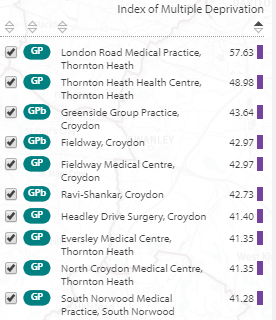 Index of Multiple Deprivation
GP London Road Medical Practice, 57.63
Thornton Heath
GP Thornton Heath Health Centre, 48.98
Thornton Heath
GPb Greenside Group Practice, 43.64
Croydon
GPb Fieldway, Croydon 42.97
GP Fieldway Medical Centre, 42.97
Croydon
GPb Ravi-Shankar, Croydon 42.73
GP Headley Drive Surgery, Croydon 41.40
GP Eversley Medical Centre, 41.35
Thornton Heath
GP North Croydon Medical Centre, 41.35
Thornton Heath
GP South Norwood Medical 41.28
Practice, South Norwood